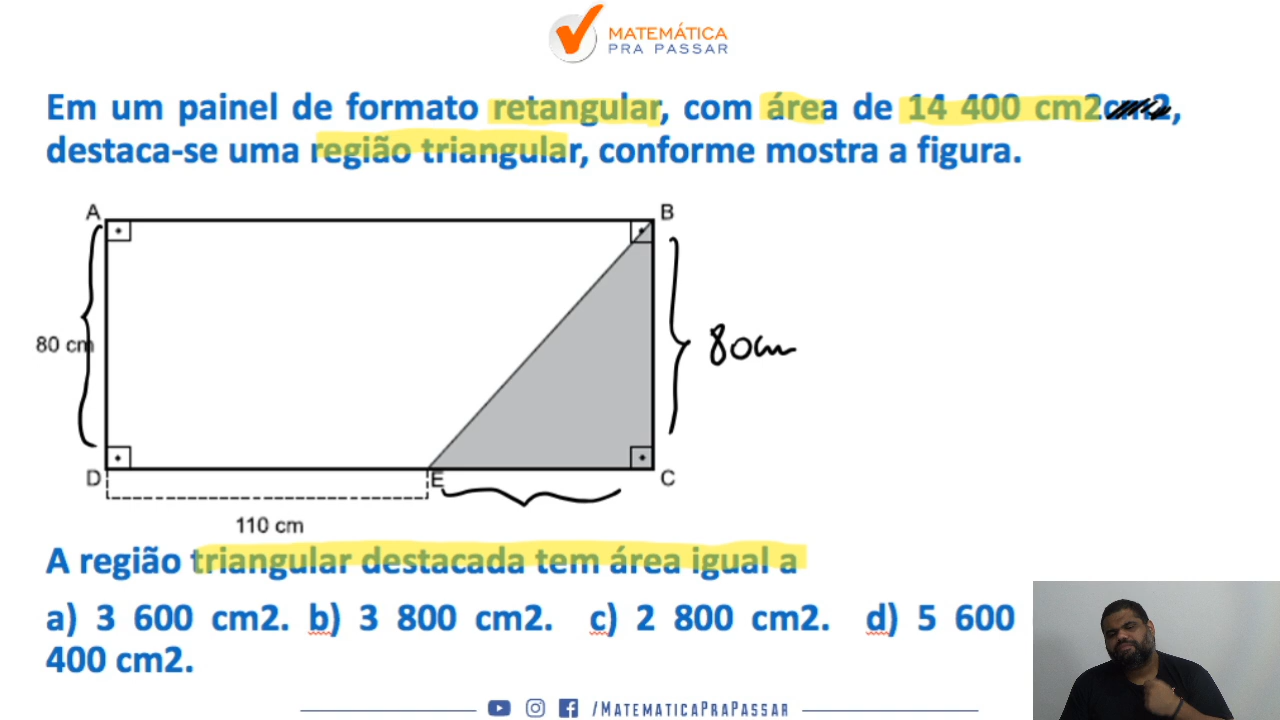 MATEMÁTICA
PRA PASSAR
Em um painel de formato retangular, com área de 14 400 cm2cm2,
destaca-se uma região triangular, conforme mostra a figura.
A
B
80 cm
80cm
D
E
C
110 cm
A região triangular destacada tem área igual a
a) 3 600 cm2. b) 3 800 cm2. c) 2 800 cm2. d) 5 600
400 cm2.
/MATEMATICAPRAPASSAR